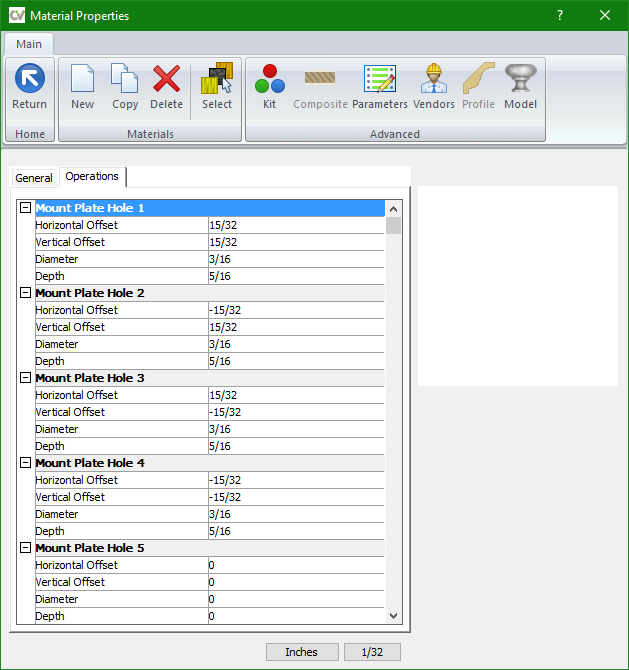 CV Material Properties ?
Main
Return New Copy Delete Select Kit Composite Parameters Vendors Profile Model
Home Materials Advanced
General Operations
Mount Plate Hole 1
Horizontal Offset 15/32
Vertical Offset 15/32
Diameter 3/16
Depth 5/16
Mount Plate Hole 2
Horizontal Offset -15/32
Vertical Offset 15/32
Diameter 3/16
Depth 5/16
Mount Plate Hole 3
Horizontal Offset 15/32
Vertical Offset -15/32
Diameter 3/16
Depth 5/16
Mount Plate Hole 4
Horizontal Offset -15/32
Vertical Offset -15/32
Diameter 3/16
Depth 5/16
Mount Plate Hole 5
Horizontal Offset 0
Vertical Offset 0
Diameter 0
Depth 0
Inches 1/32